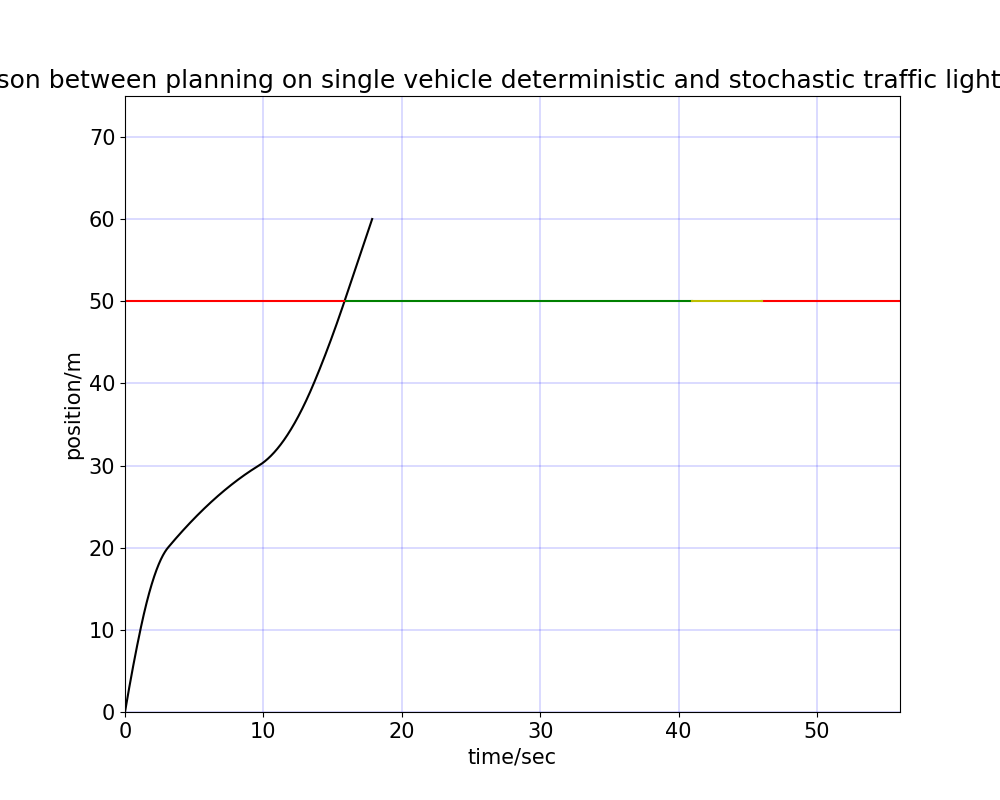 son between planning on single vehicle deterministic and stochastic traffic light
70
60
50
40
30
20
10
0
position/m
0 10 20 30 40 50
time/sec